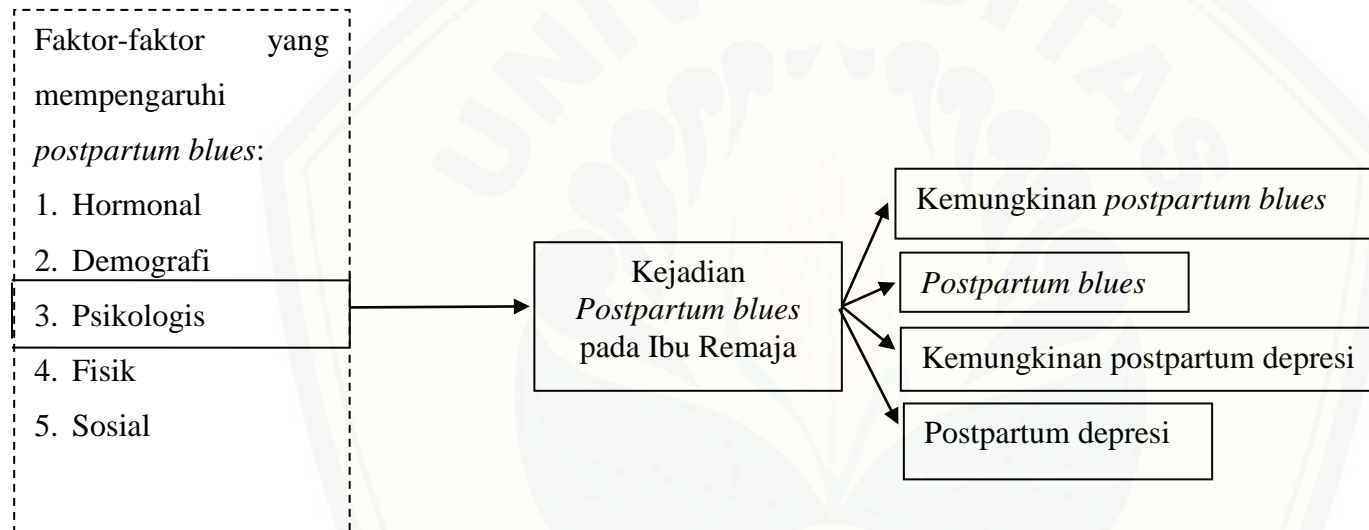 Faktor-faktor yang
mempengaruhi
postpartum blues:
1. Hormonal
2. Demografi
3. Psikologis
4. Fisik
5. Sosial
Kejadian
Postpartum blues
pada Ibu Remaja
Kemungkinan postpartum blues
Postpartum blues
Kemungkinan postpartum depresi
Postpartum depresi